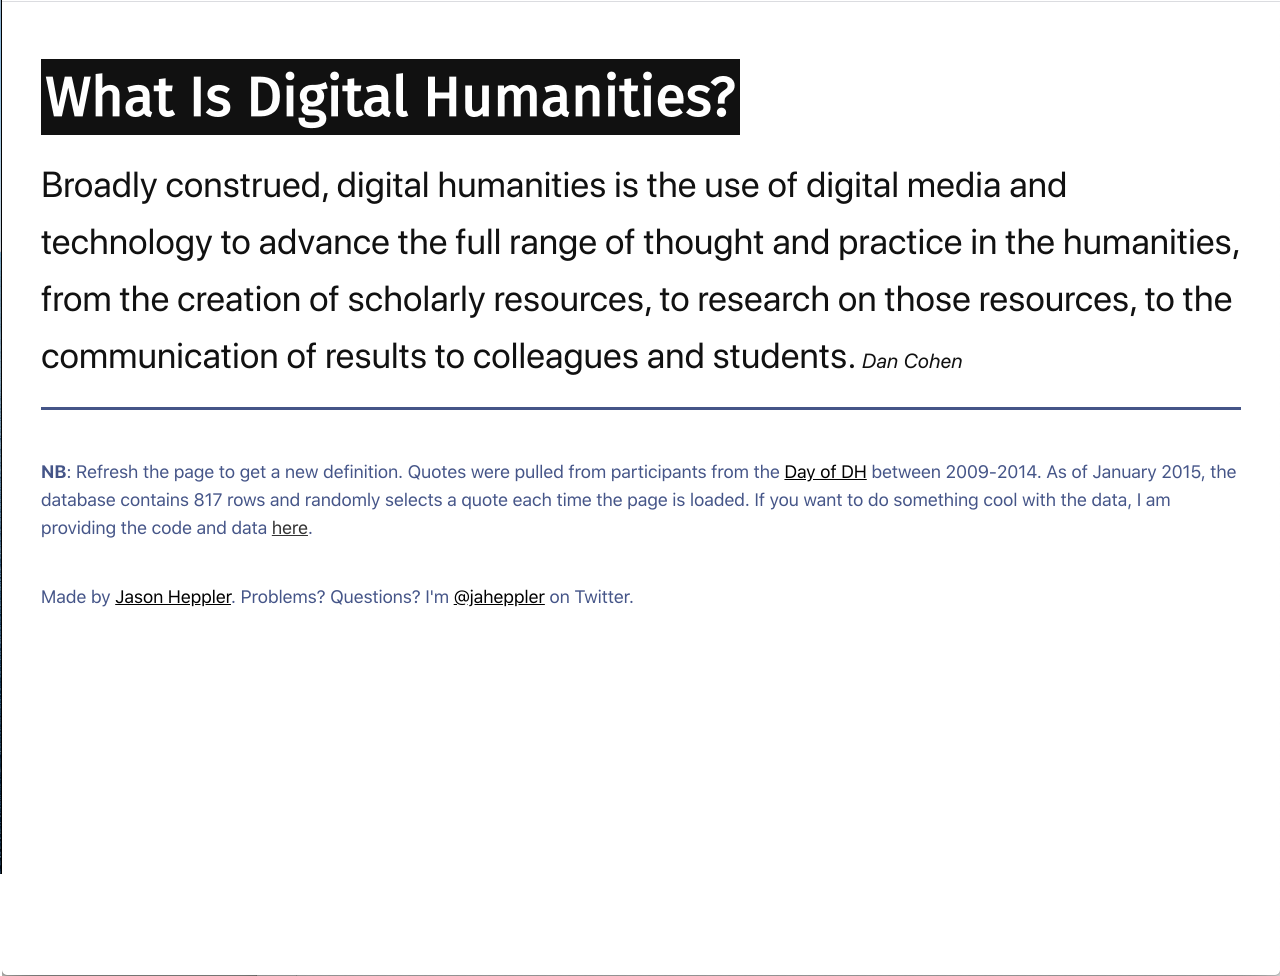 What Is Digital Humanities?
Broadly construed, digital humanities is the use of digital media and
technology to advance the full range of thought and practice in the humanities,
from the creation of scholarly resources, to research on those resources, to the
communication of results to colleagues and students. Dan Cohen
NB: Refresh the page to get a new definition. Quotes were pulled from participants from the Day of DH between 2009-2014. As of January 2015, the
database contains 817 rows and randomly selects a quote each time the page is loaded. If you want to do something cool with the data, I am
providing the code and data here.
Made by Jason Heppler. Problems? Questions? I'm @jaheppler on Twitter.